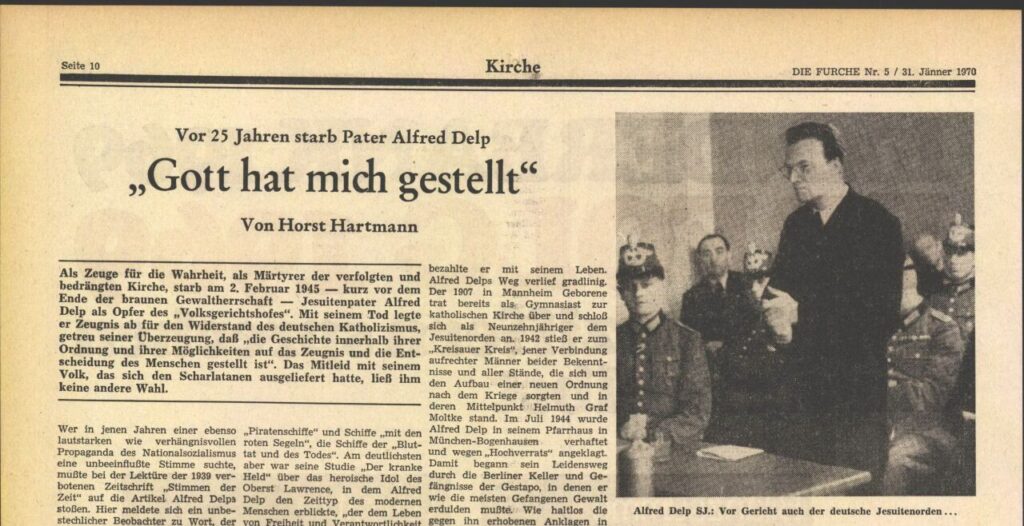 Seite 10
Kirche
DIE FURCHE Nr. 5 / 31. Jänner 1970
Vor 25 Jahren starb Pater Alfred Delp
„Gott hat mich gestellt“
Von Horst Hartmann
Als Zeuge für die Wahrheit, als Märtyrer der verfolgten und
bedrängten Kirche, starb am 2. Februar 1945 — kurz vor dem
Ende der braunen Gewaltherrschaft — Jesuitenpater Alfred
Delp als Opfer des „Volksgerichtshofes“. Mit seinem Tod legte
er Zeugnis ab für den Widerstand des deutschen Katholizismus,
getreu seiner Überzeugung, daß „die Geschichte innerhalb ihrer
Ordnung und ihrer Möglichkeiten auf das Zeugnis und die Ent-
scheidung des Menschen gestellt ist“. Das Mitleid mit seinem
Volk, das sich den Scharlatanen ausgeliefert hatte, ließ ihm
keine andere Wahl.
Wer in jenen Jahren einer ebenso
lautstarken wie verhängnisvollen
Propaganda des Nationalsozialismus
eine unbeeinflußte Stimme suchte,
mußte bei der Lektüre der 1939 ver-
botenen Zeitschrift „Stimmen der
Zeit“ auf die Artikel Alfred Delps
stoßen. Hier meldete sich ein unbe-
stechlicher Beobachter zu Wort, der
„Piratenschiffe“ und Schiffe „mit den
roten Segeln“, die Schiffe der „Blut-
tat und des Todes“. Am deutlichsten
aber war seine Studie „Der kranke
Held“ über das heroische Idol des
Oberst Lawrence, in dem Alfred
Delp den Zeittyp des modernen
Menschen erblickte, „der dem Leben
von Freiheit und Verantwortlichkeit
bezahlte er mit seinem Leben.
Alfred Delps Weg verlief gradlinig.
Der 1907 in Mannheim Geborene
trat bereits als Gymnasiast zur
katholischen Kirche über und schloß
sich als Neunzehnjähriger dem
Jesuitenorden an. 1942 stieß er zum
„Kreisauer Kreis“, jener Verbindung
aufrechter Männer beider Bekennt-
nisse und aller Stände, die sich um
den Aufbau einer neuen Ordnung
nach dem Kriege sorgten und in
deren Mittelpunkt Helmuth Graf
Moltke stand. Im Juli 1944 wurde
Alfred Delp in seinem Pfarrhaus in
München-Bogenhausen verhaftet
und wegen „Hochverrats“ angeklagt.
Damit begann sein Leidensweg
durch die Berliner Keller und Ge-
fängnisse der Gestapo, in denen er
wie die meisten Gefangenen Gewalt
erdulden mußte. Wie haltlos die
gegen ihn erhobenen Anklagen in
Alfred Delp SJ.: Vor Gericht auch der deutsche Jesuitenorden ...